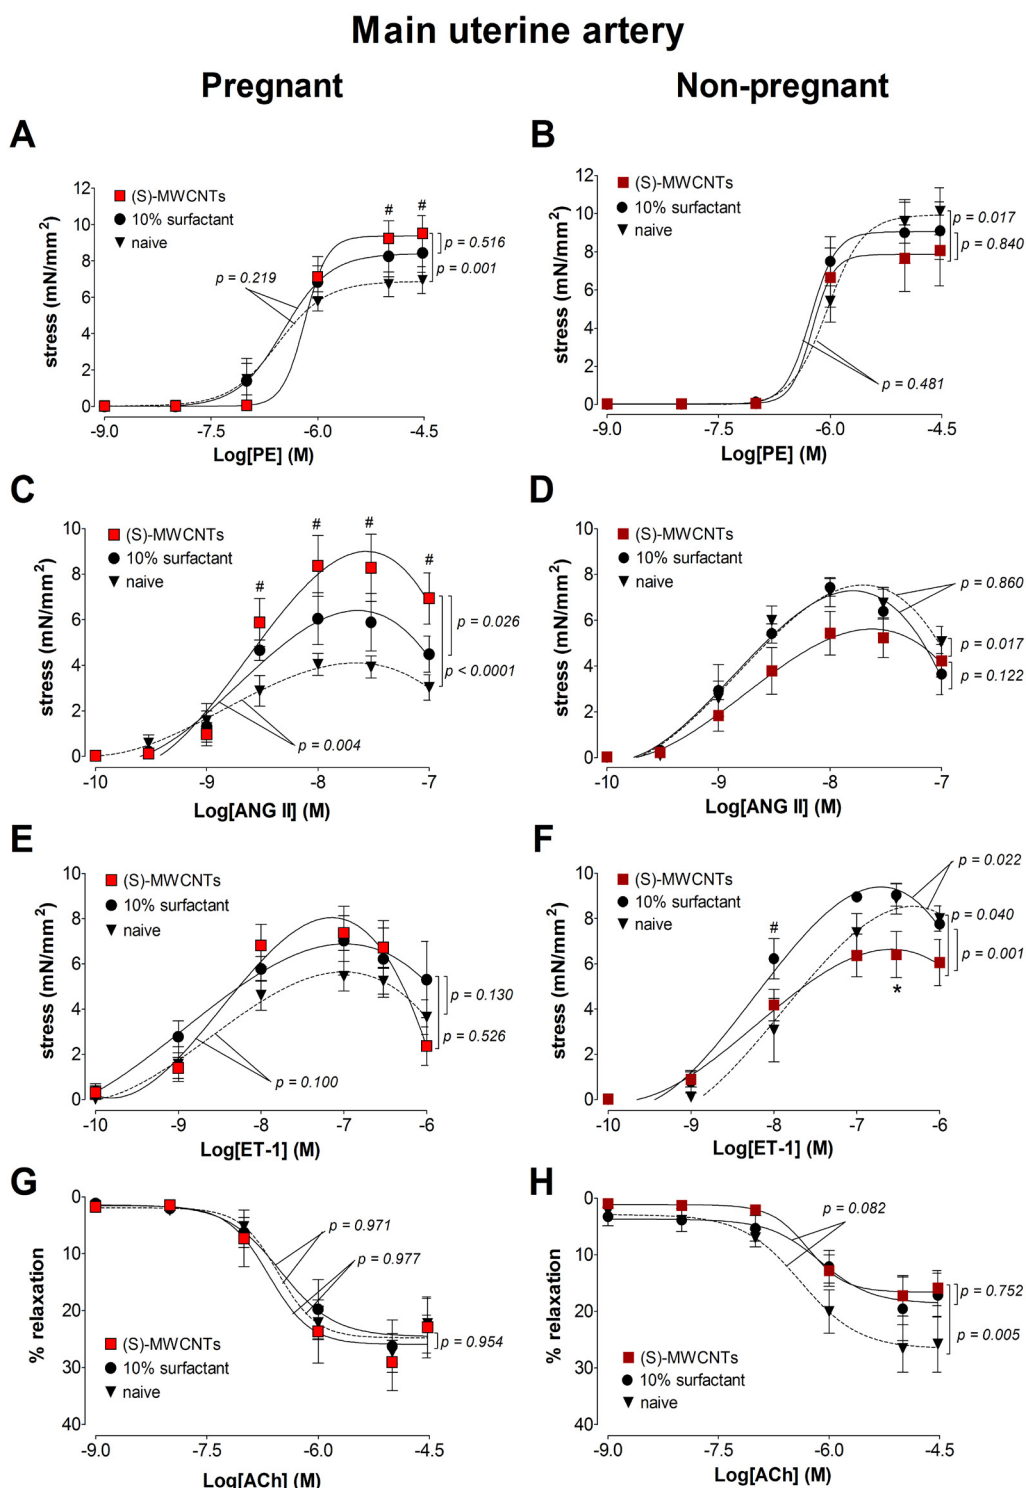 Main uterine artery
Pregnant
Non-pregnant
A
stress (mN/mm²)
12
10
8
6
4
2
0
(S)-MWCNTs
10% surfactant
naive
# #
p = 0.219
p = 0.516
p = 0.001
-9.0 -7.5 -6.0 -4.5
Log[PE] (M)
B
stress (mN/mm²)
12
10
8
6
4
2
0
(S)-MWCNTs
10% surfactant
naive
p = 0.017
p = 0.840
p = 0.481
-9.0 -7.5 -6.0 -4.5
Log[PE] (M)
C
stress (mN/mm²)
10
8
6
4
2
0
(S)-MWCNTs
10% surfactant
naive
# # # #
p = 0.026
p < 0.0001
p = 0.004
-10 -9 -8 -7
Log[ANG II] (M)
D
stress (mN/mm²)
10
8
6
4
2
0
(S)-MWCNTs
10% surfactant
naive
p = 0.860
p = 0.017
p = 0.122
-10 -9 -8 -7
Log[ANG II] (M)
E
stress (mN/mm²)
10
8
6
4
2
0
(S)-MWCNTs
10% surfactant
naive
p = 0.130
p = 0.526
p = 0.100
-10 -9 -8 -7 -6
Log[ET-1] (M)
F
stress (mN/mm²)
10
8
6
4
2
0
(S)-MWCNTs
10% surfactant
naive
#
*
p = 0.022
p = 0.040
p = 0.001
-10 -9 -8 -7 -6
Log[ET-1] (M)
G
% relaxation
0
10
20
30
40
p = 0.971
p = 0.977
p = 0.954
(S)-MWCNTs
10% surfactant
naive
-9.0 -7.5 -6.0 -4.5
Log[ACh] (M)
H
% relaxation
0
10
20
30
40
p = 0.082
p = 0.752
p = 0.005
(S)-MWCNTs
10% surfactant
naive
-9.0 -7.5 -6.0 -4.5
Log[ACh] (M)